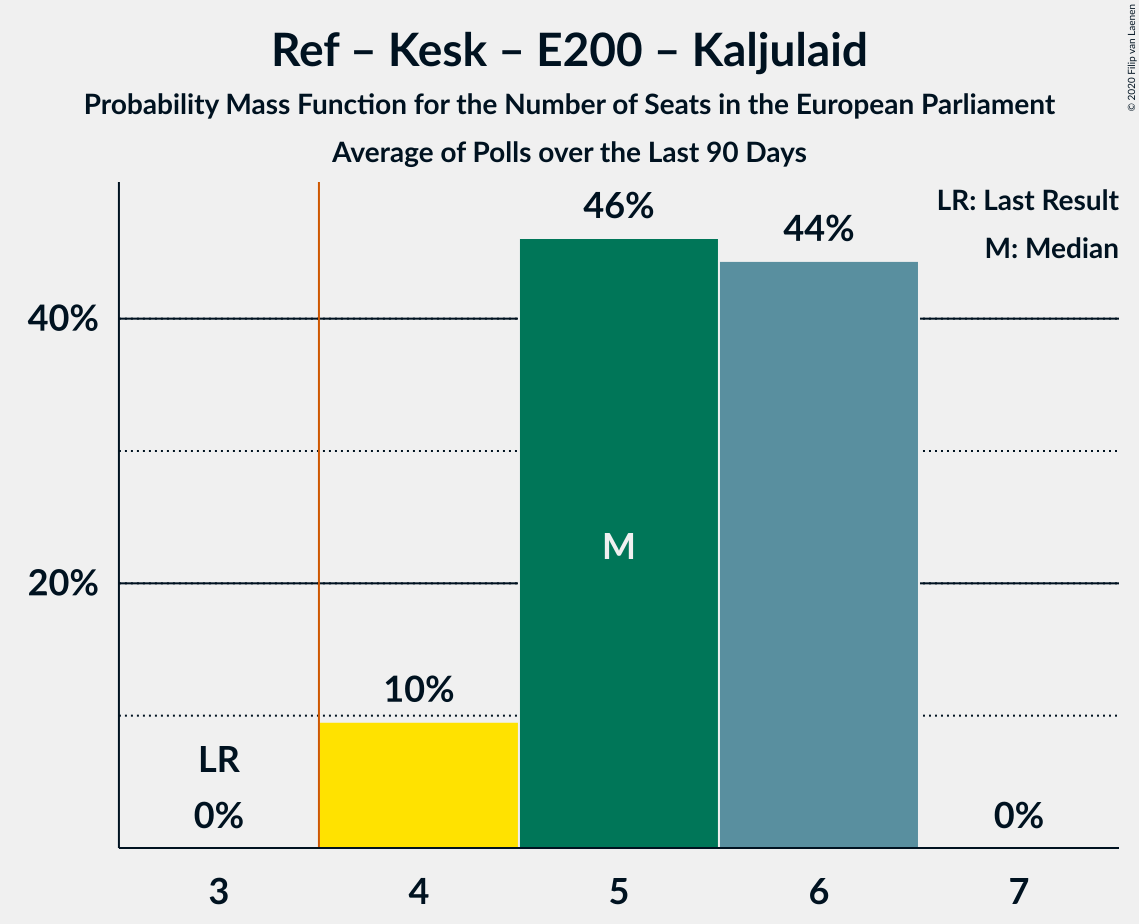 Ref – Kesk – E200 – Kaljulaid
Probability Mass Function for the Number of Seats in the European Parliament
Average of Polls over the Last 90 Days
© 2020 Filip van Laenen
LR: Last Result
M: Median
46%
44%
40%
M
20%
10%
LR
0%
0%
3 4 5 6 7